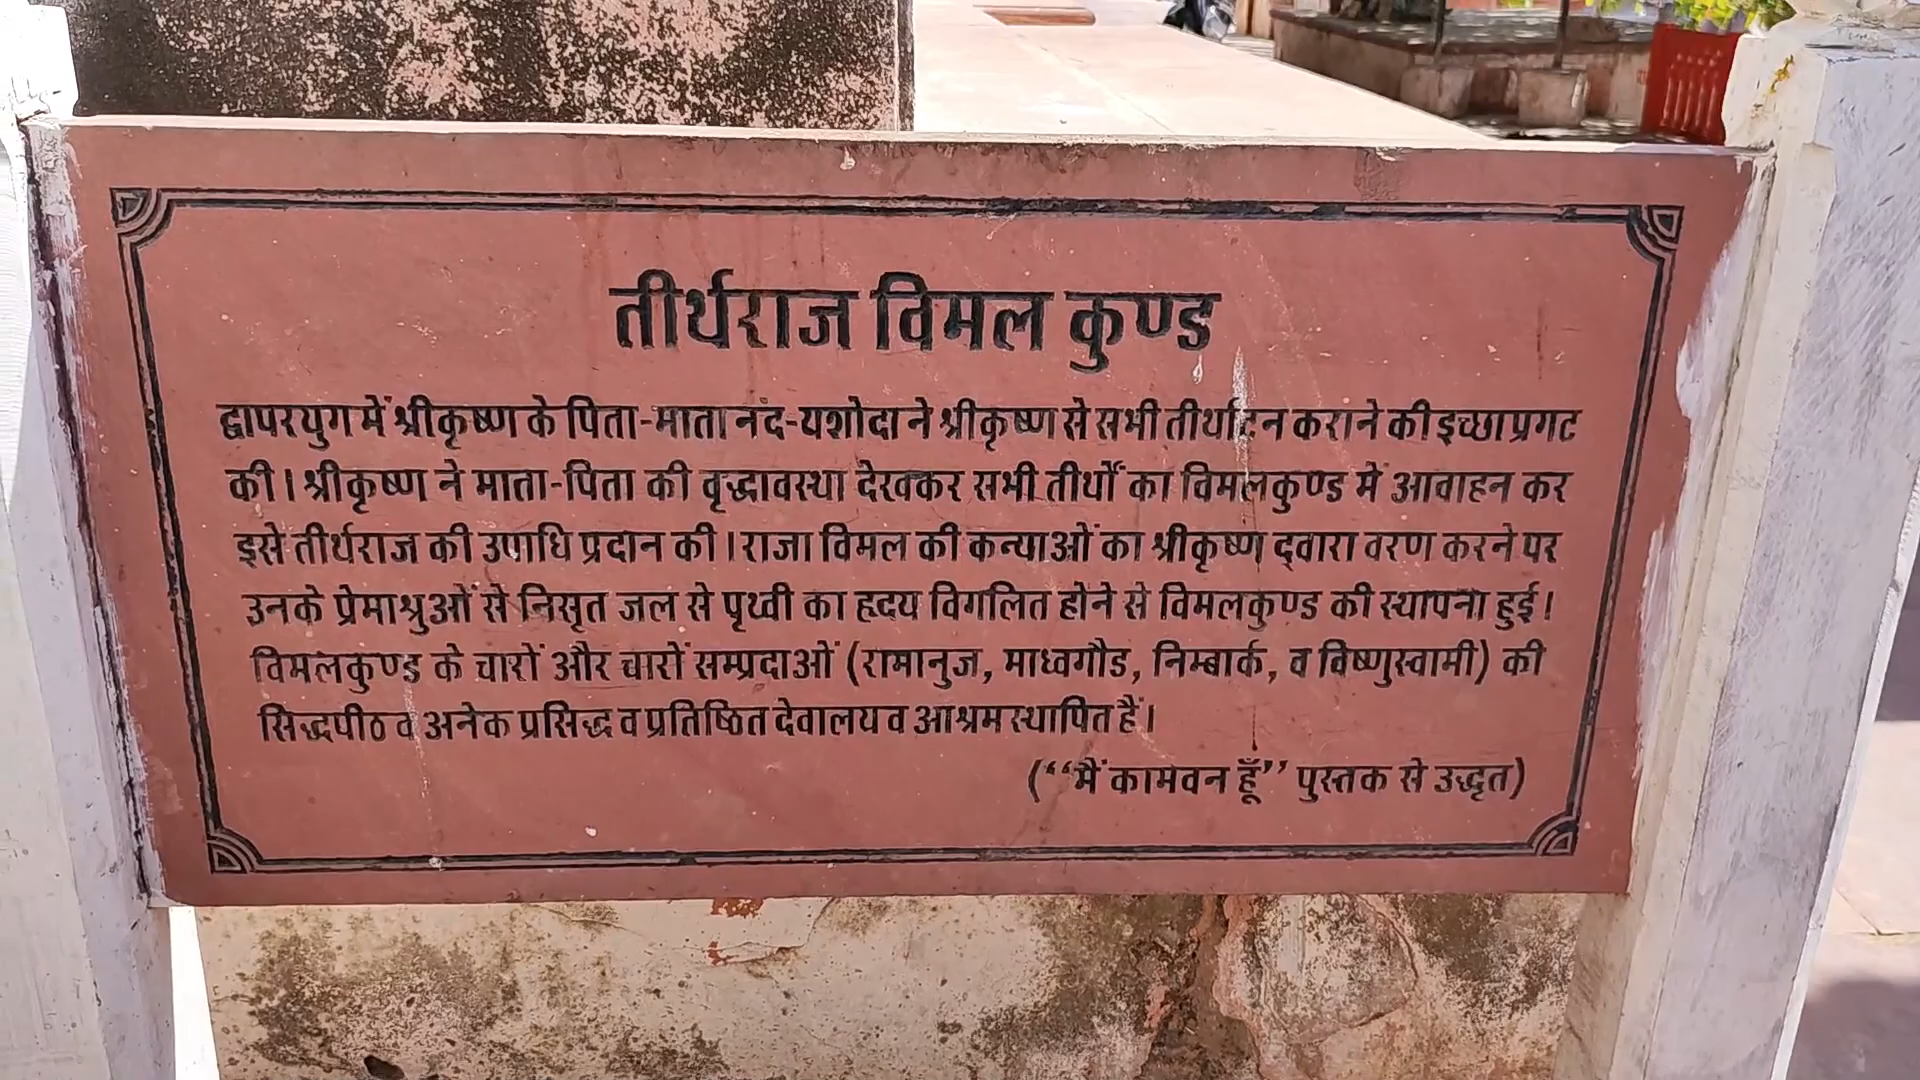 तीर्थराज विमल कुण्ड
द्वापरयुग में श्रीकृष्ण के पिता-माता नंद-यशोदा ने श्रीकृष्ण से सभी तीर्थाटन कराने की इच्छा प्रगट
की। श्रीकृष्ण ने माता-पिता की वृद्धावस्था देखकर सभी तीर्थों का विमलकुण्ड में आवाहन कर
इसे तीर्थराज की उपाधि प्रदान की। राजा विमल की कन्याओं का श्रीकृष्ण द्वारा वरण करने पर
उनके प्रेमाश्रुओं से निसृत जल से पृथ्वी का हृदय विगलित होने से विमलकुण्ड की स्थापना हुई।
विमलकुण्ड के चारों और चारों सम्प्रदाओं (रामानुज, माध्वगौड, निम्बार्क, व विष्णुस्वामी) की
सिद्धपीठ व अनेक प्रसिद्ध व प्रतिष्ठित देवालय व आश्रम स्थापित हैं।
(“मैं कामवन हूँ” पुस्तक से उद्धृत)